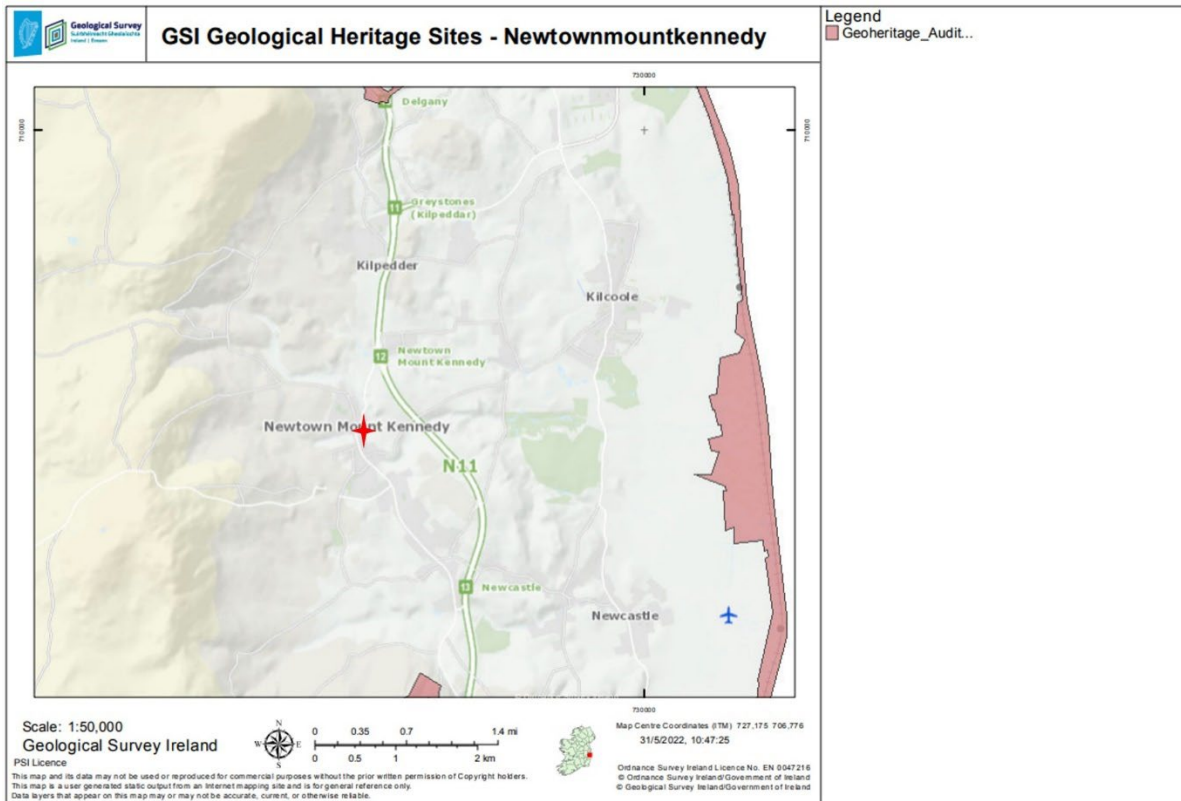 Geological Survey
Suirbhéireacht Gheolaíochta
Ireland | Éireann
GSI Geological Heritage Sites - Newtownmountkennedy
Legend
Geoheritage_Audit...
730000
710000
710000
Delgany
11
Greystones
(Kilpeddar)
Kilpedder
Kilcoole
12
Newtown
Mount Kennedy
Newtown Mount Kennedy
N11
13
Newcastle
Newcastle
730000
Scale: 1:50,000
Geological Survey Ireland
PSI Licence
N
W E
S
0 0.35 0.7 1.4 mi
0 0.5 1 2 km
Map Centre Coordinates (ITM) 727,175 706,776
31/5/2022, 10:47:25
Ordnance Survey Ireland Licence No. EN 0047216
© Ordnance Survey Ireland/Government of Ireland
© Geological Survey Ireland/Government of Ireland
This map and its data may not be used or reproduced for commercial purposes without the prior written permission of Copyright holders.
This map is a user generated static output from an Internet mapping site and is for general reference only.
Data layers that appear on this map may or may not be accurate, current, or otherwise reliable.